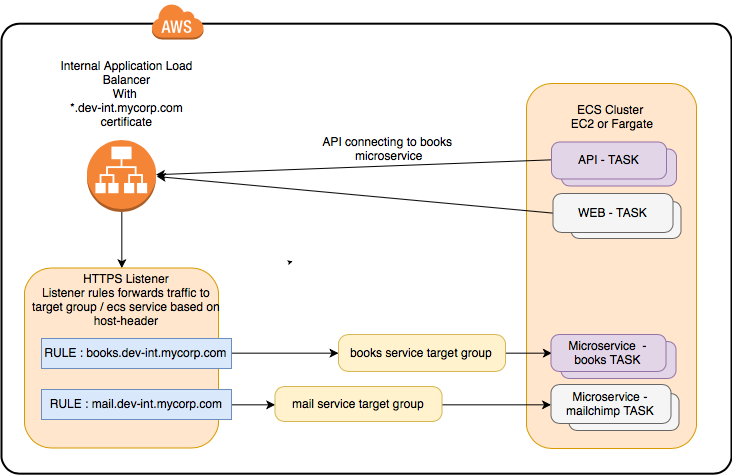 AWS
Internal Application Load
Balancer
With
*.dev-int.mycorp.com
certificate
ECS Cluster
EC2 or Fargate
API connecting to books
microservice
API - TASK
WEB - TASK
HTTPS Listener
Listener rules forwards traffic to
target group / ecs service based on
host-header
RULE : books.dev-int.mycorp.com
books service target group
Microservice -
books TASK
RULE : mail.dev-int.mycorp.com
mail service target group
Microservice -
mailchimp TASK